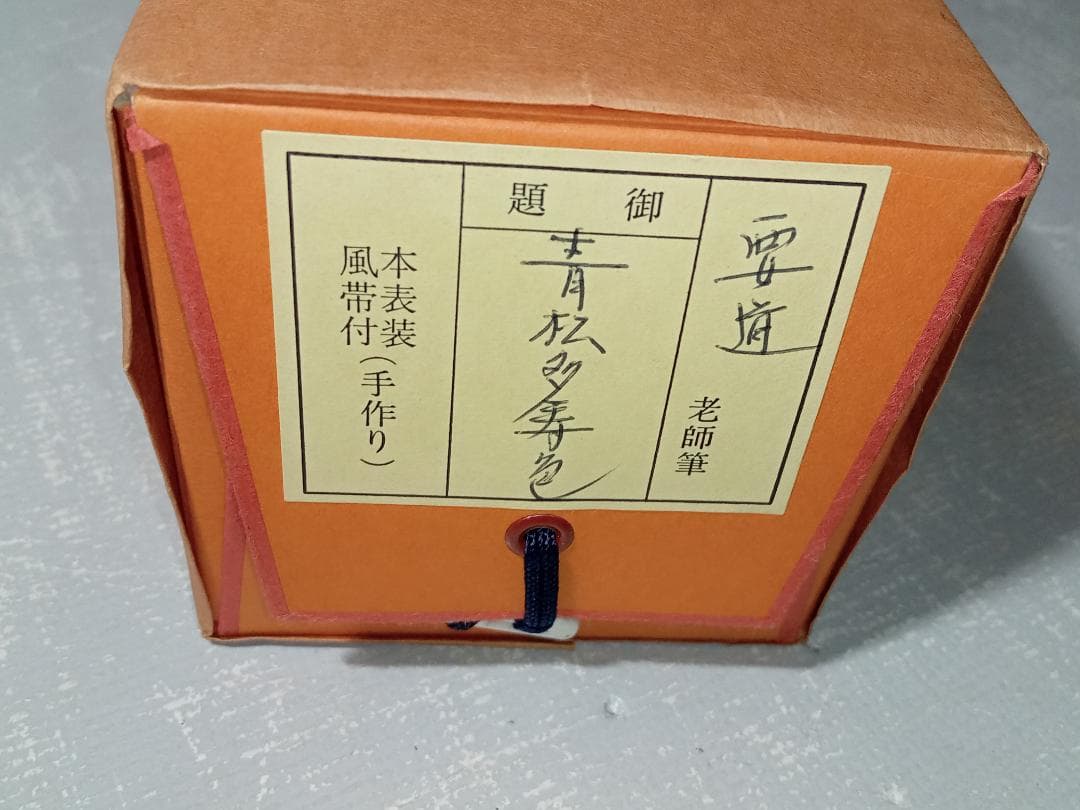 要道
老師筆
御題
青松多寿色
本表装
風帯付(手作り)